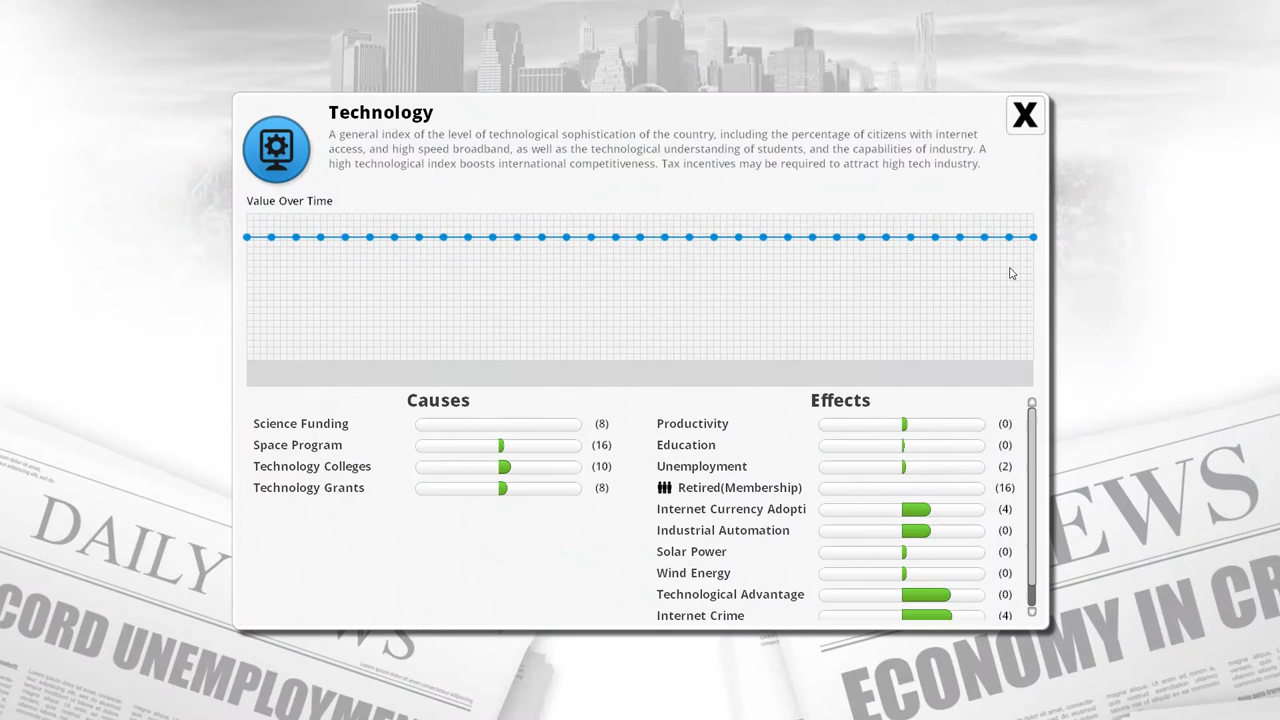 Technology
X
A general index of the level of technological sophistication of the country, including the percentage of citizens with internet
access, and high speed broadband, as well as the technological understanding of students, and the capabilities of industry. A
high technological index boosts international competitiveness. Tax incentives may be required to attract high tech industry.
Value Over Time
Causes
Science Funding (8)
Space Program (16)
Technology Colleges (10)
Technology Grants (8)
Effects
Productivity (0)
Education (0)
Unemployment (2)
Retired(Membership) (16)
Internet Currency Adopti (4)
Industrial Automation (0)
Solar Power (0)
Wind Energy (0)
Technological Advantage (0)
Internet Crime (4)
DAILY
NEWS
CORD UNEMPLOYM
ECONOMY IN CR